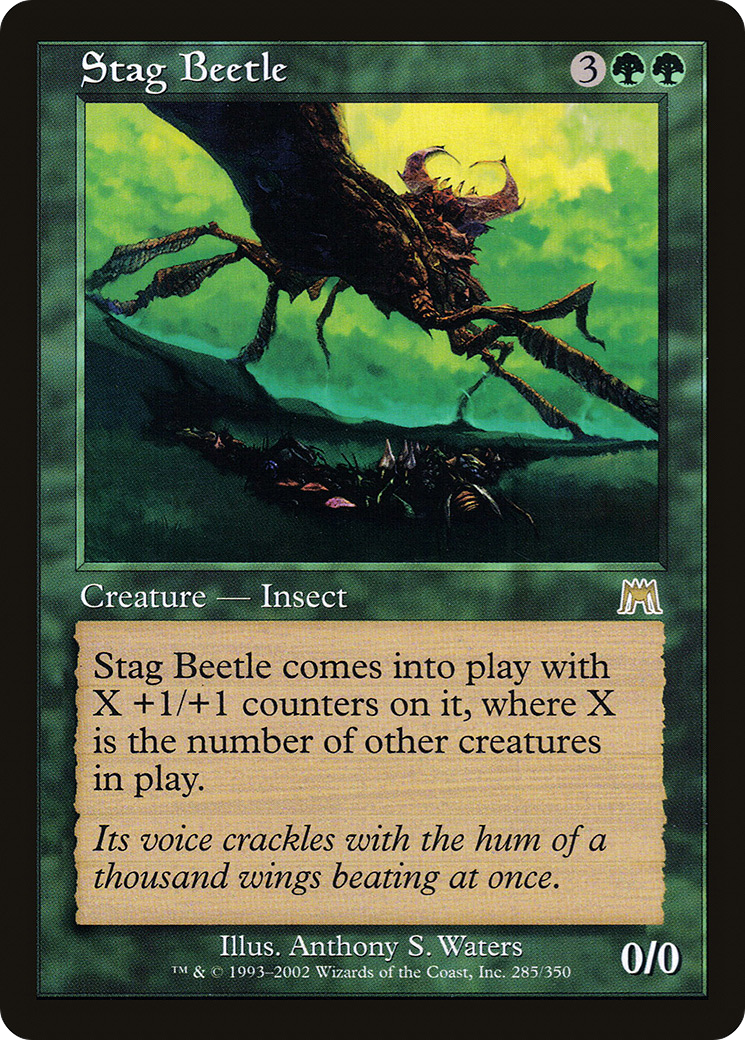 Stag Beetle 3
Creature — Insect
Stag Beetle comes into play with
X +1/+1 counters on it, where X
is the number of other creatures
in play.
Its voice crackles with the hum of a
thousand wings beating at once.
Illus. Anthony S. Waters
™ & © 1993–2002 Wizards of the Coast, Inc. 285/350
0/0